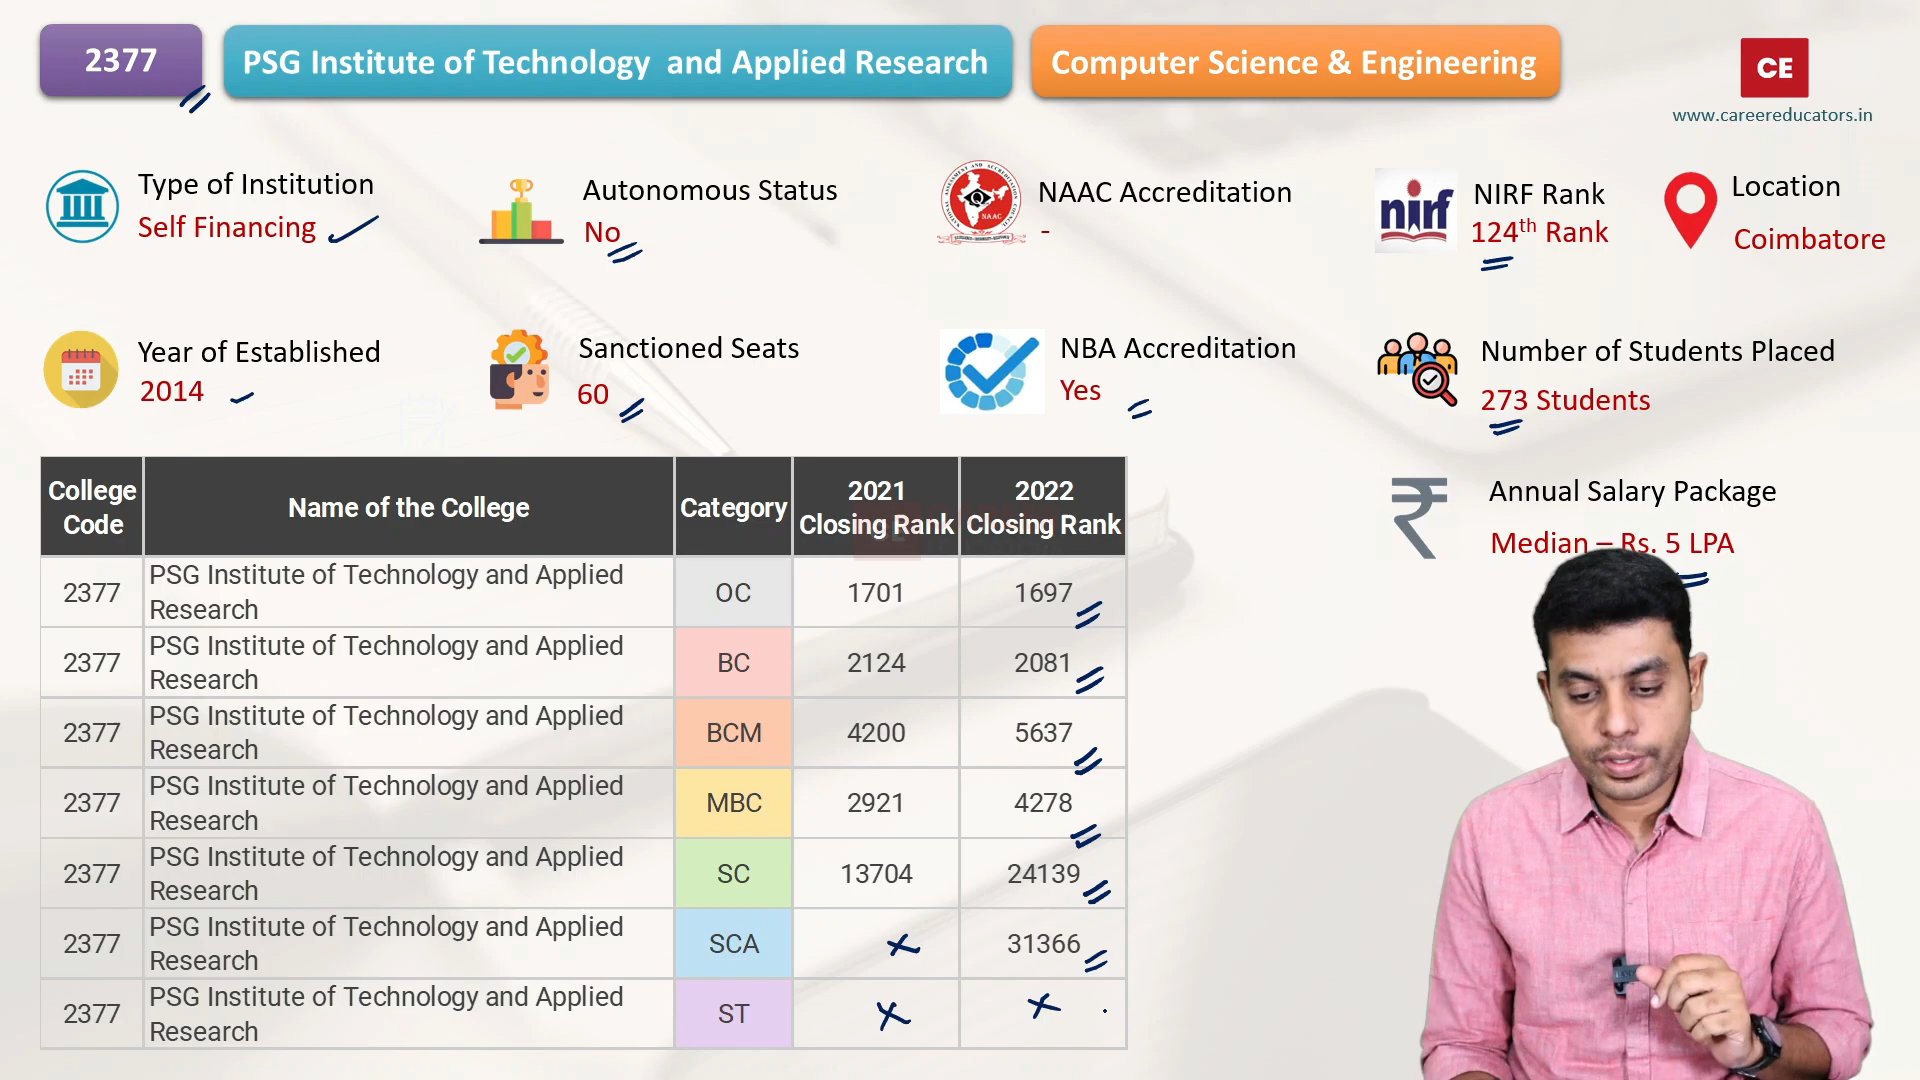 2377
PSG Institute of Technology and Applied Research
Computer Science & Engineering
CE
www.careereducators.in
Type of Institution
Self Financing
Autonomous Status
No
NAAC Accreditation
-
nirf
NIRF Rank
124th Rank
Location
Coimbatore
Year of Established
2014
Sanctioned Seats
60
NBA Accreditation
Yes
Number of Students Placed
273 Students
Annual Salary Package
Median – Rs. 5 LPA
College Code Name of the College Category 2021 Closing Rank 2022 Closing Rank
2377 PSG Institute of Technology and Applied Research OC 1701 1697
2377 PSG Institute of Technology and Applied Research BC 2124 2081
2377 PSG Institute of Technology and Applied Research BCM 4200 5637
2377 PSG Institute of Technology and Applied Research MBC 2921 4278
2377 PSG Institute of Technology and Applied Research SC 13704 24139
2377 PSG Institute of Technology and Applied Research SCA 31366
2377 PSG Institute of Technology and Applied Research ST